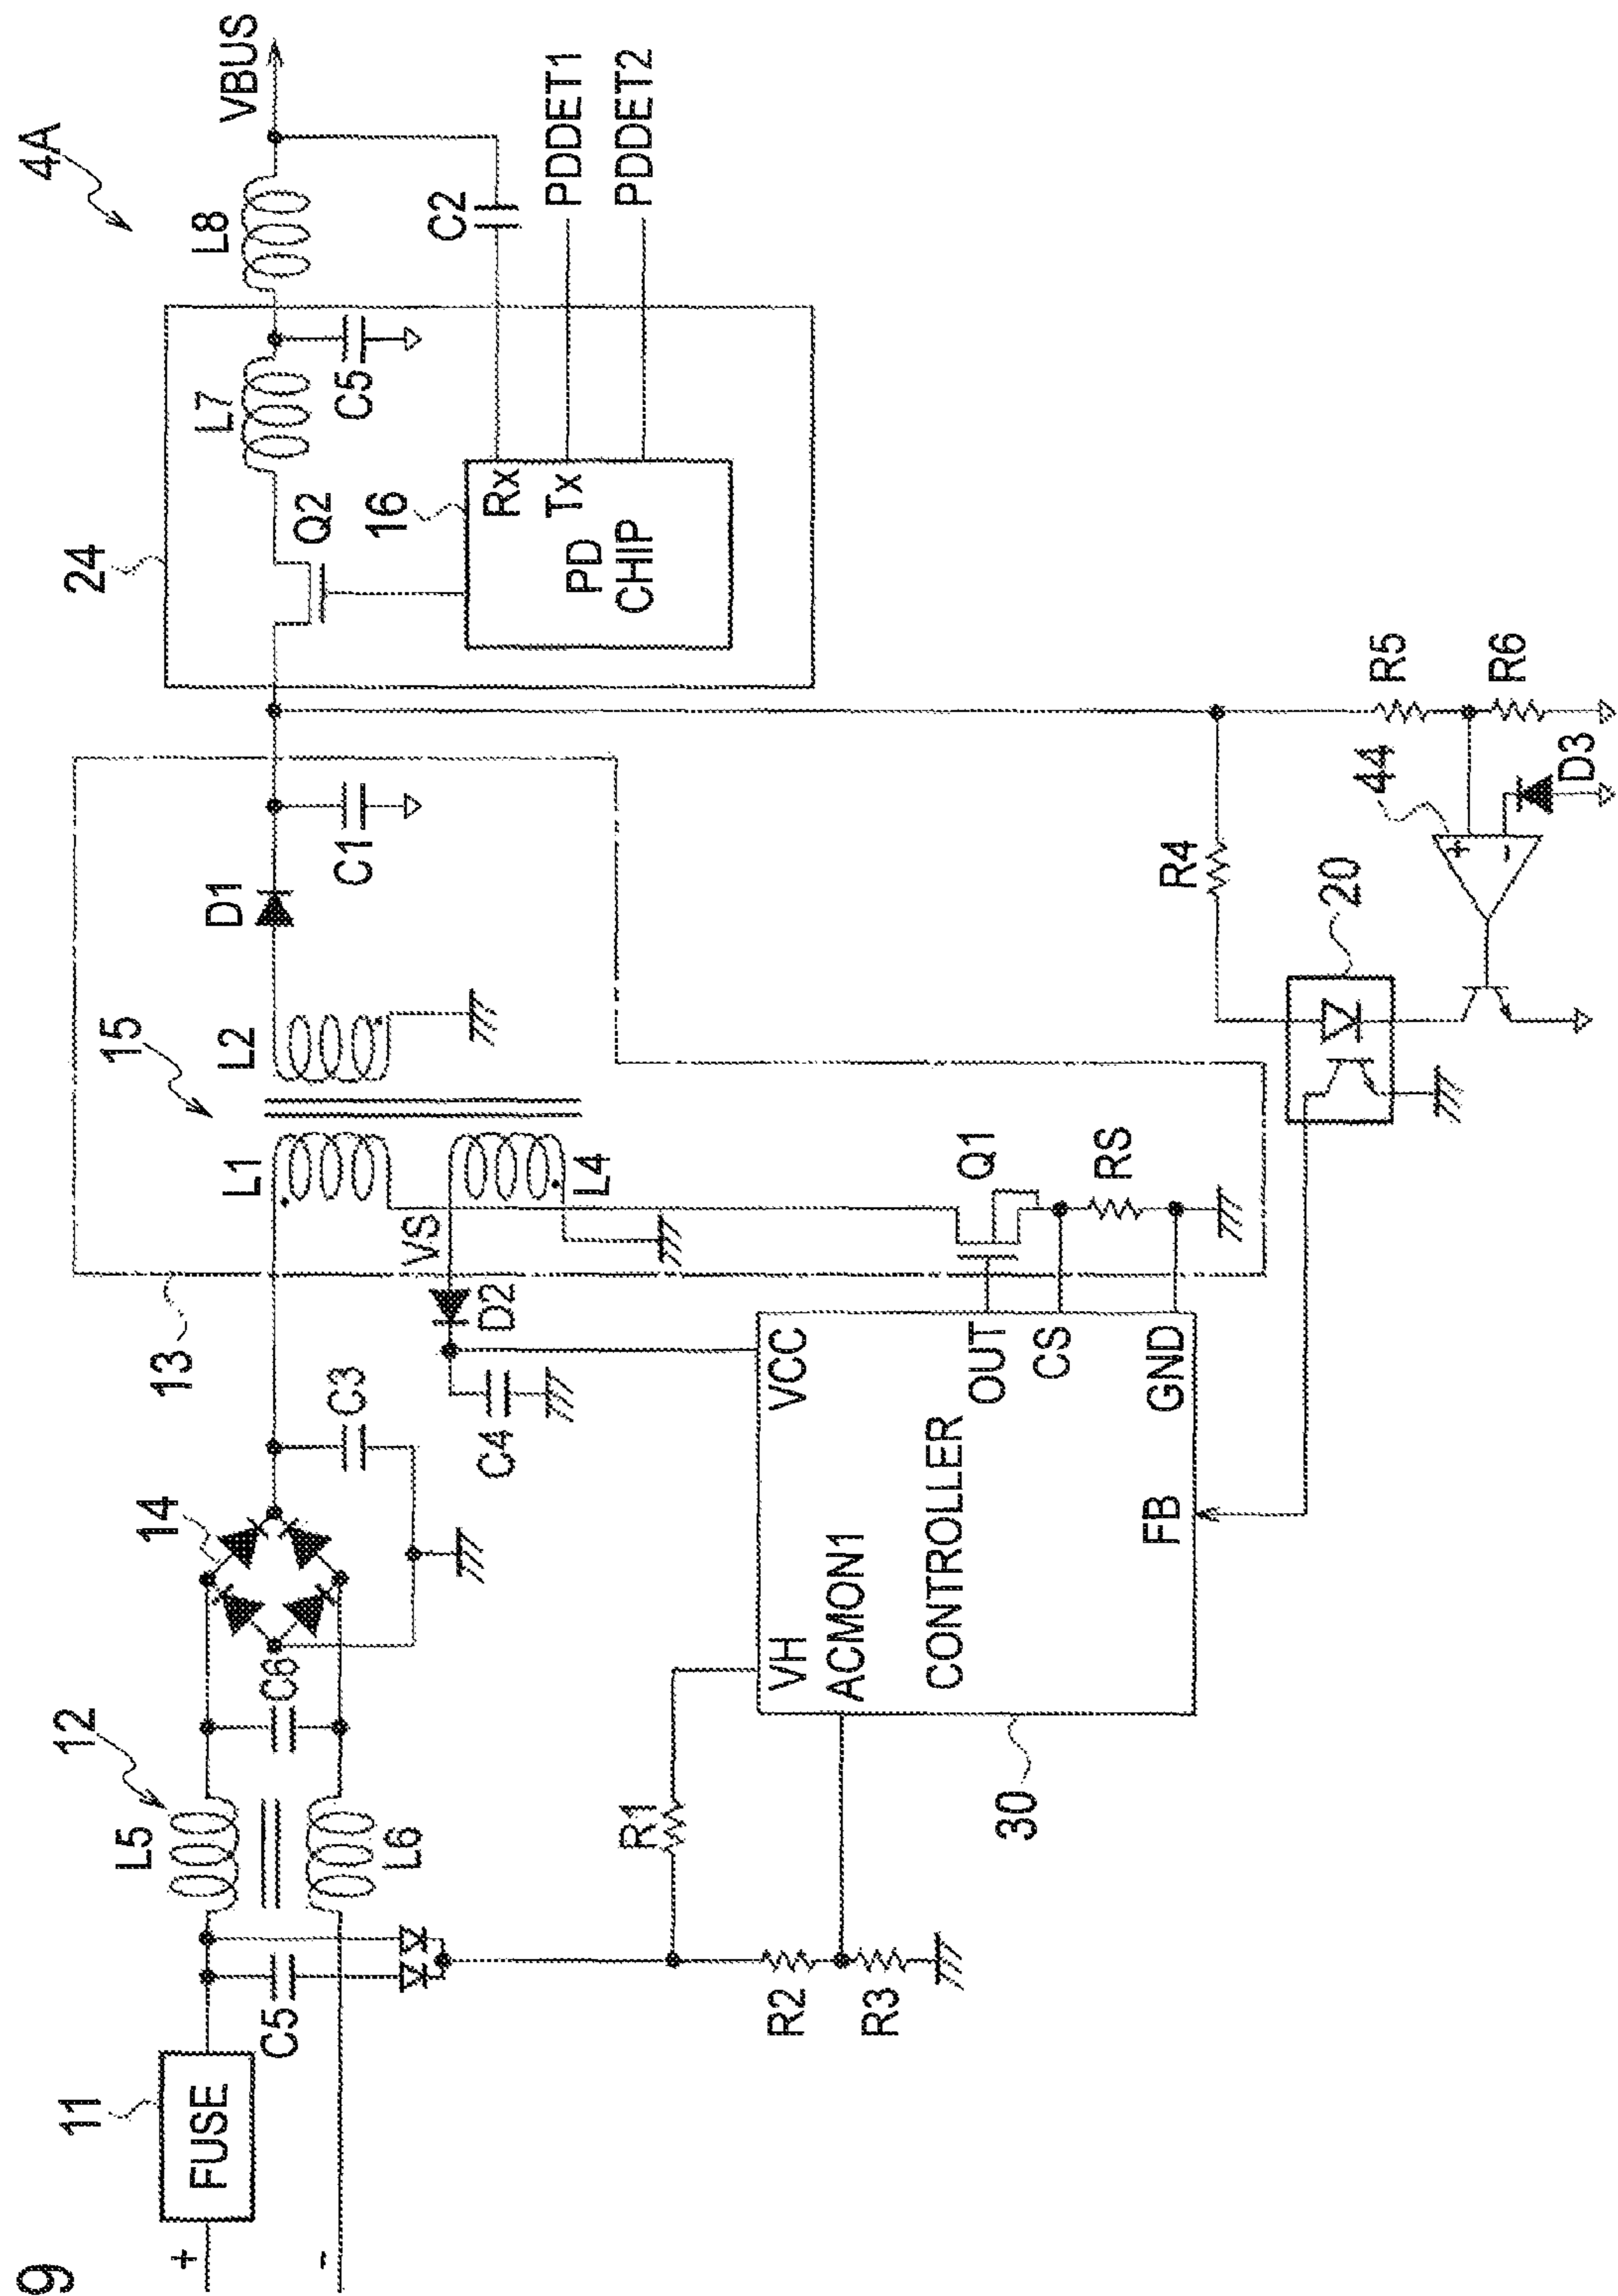 9
4A
+
-
11
FUSE
C5
L5
12
L6
C6
14
C3
13
15
L1
L2
D1
C1
24
Q2
L7
C5
L8
VBUS
C2
PDDET1
PDDET2
16
Rx
Tx
PD
CHIP
VS
L4
D2
C4
R1
R2
R3
VH
ACMON1
CONTROLLER
VCC
OUT
CS
GND
FB
30
Q1
RS
20
R4
44
+
-
D3
R5
R6